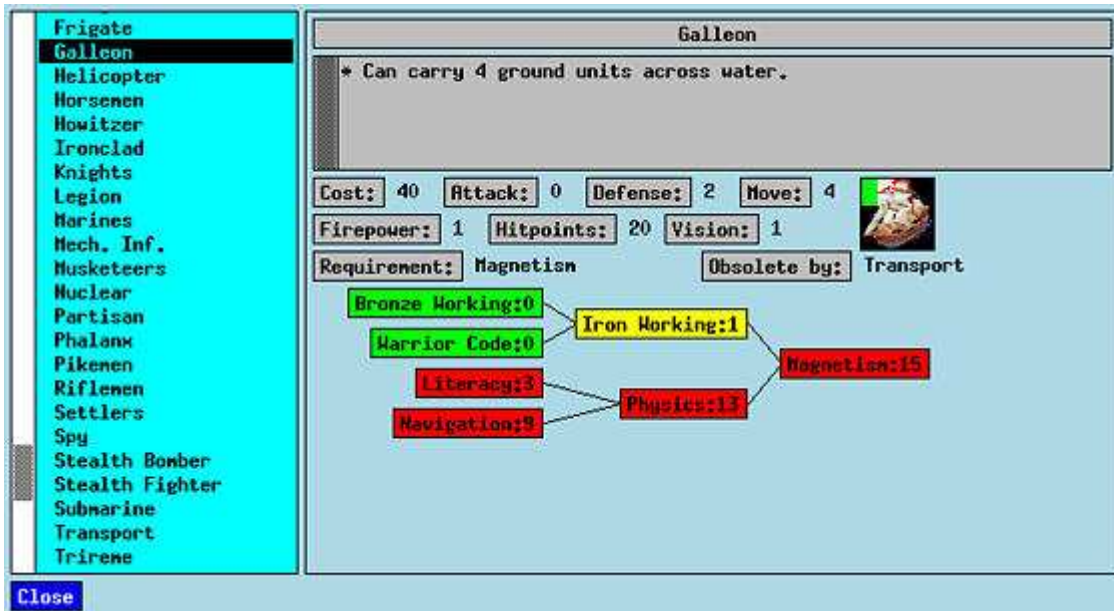 Frigate
Galleon
Helicopter
Horsemen
Howitzer
Ironclad
Knights
Legion
Marines
Mech. Inf.
Musketeers
Nuclear
Partisan
Phalanx
Pikemen
Riflemen
Settlers
Spy
Stealth Bomber
Stealth Fighter
Submarine
Transport
Trireme
Close
Galleon
* Can carry 4 ground units across water.
Cost: 40 Attack: 0 Defense: 2 Move: 4
Firepower: 1 Hitpoints: 20 Vision: 1
Requirement: Magnetism Obsolete by: Transport
Bronze Working:0
Iron Working:1
Warrior Code:0
Magnetism:15
Literacy:3
Physics:13
Navigation:9